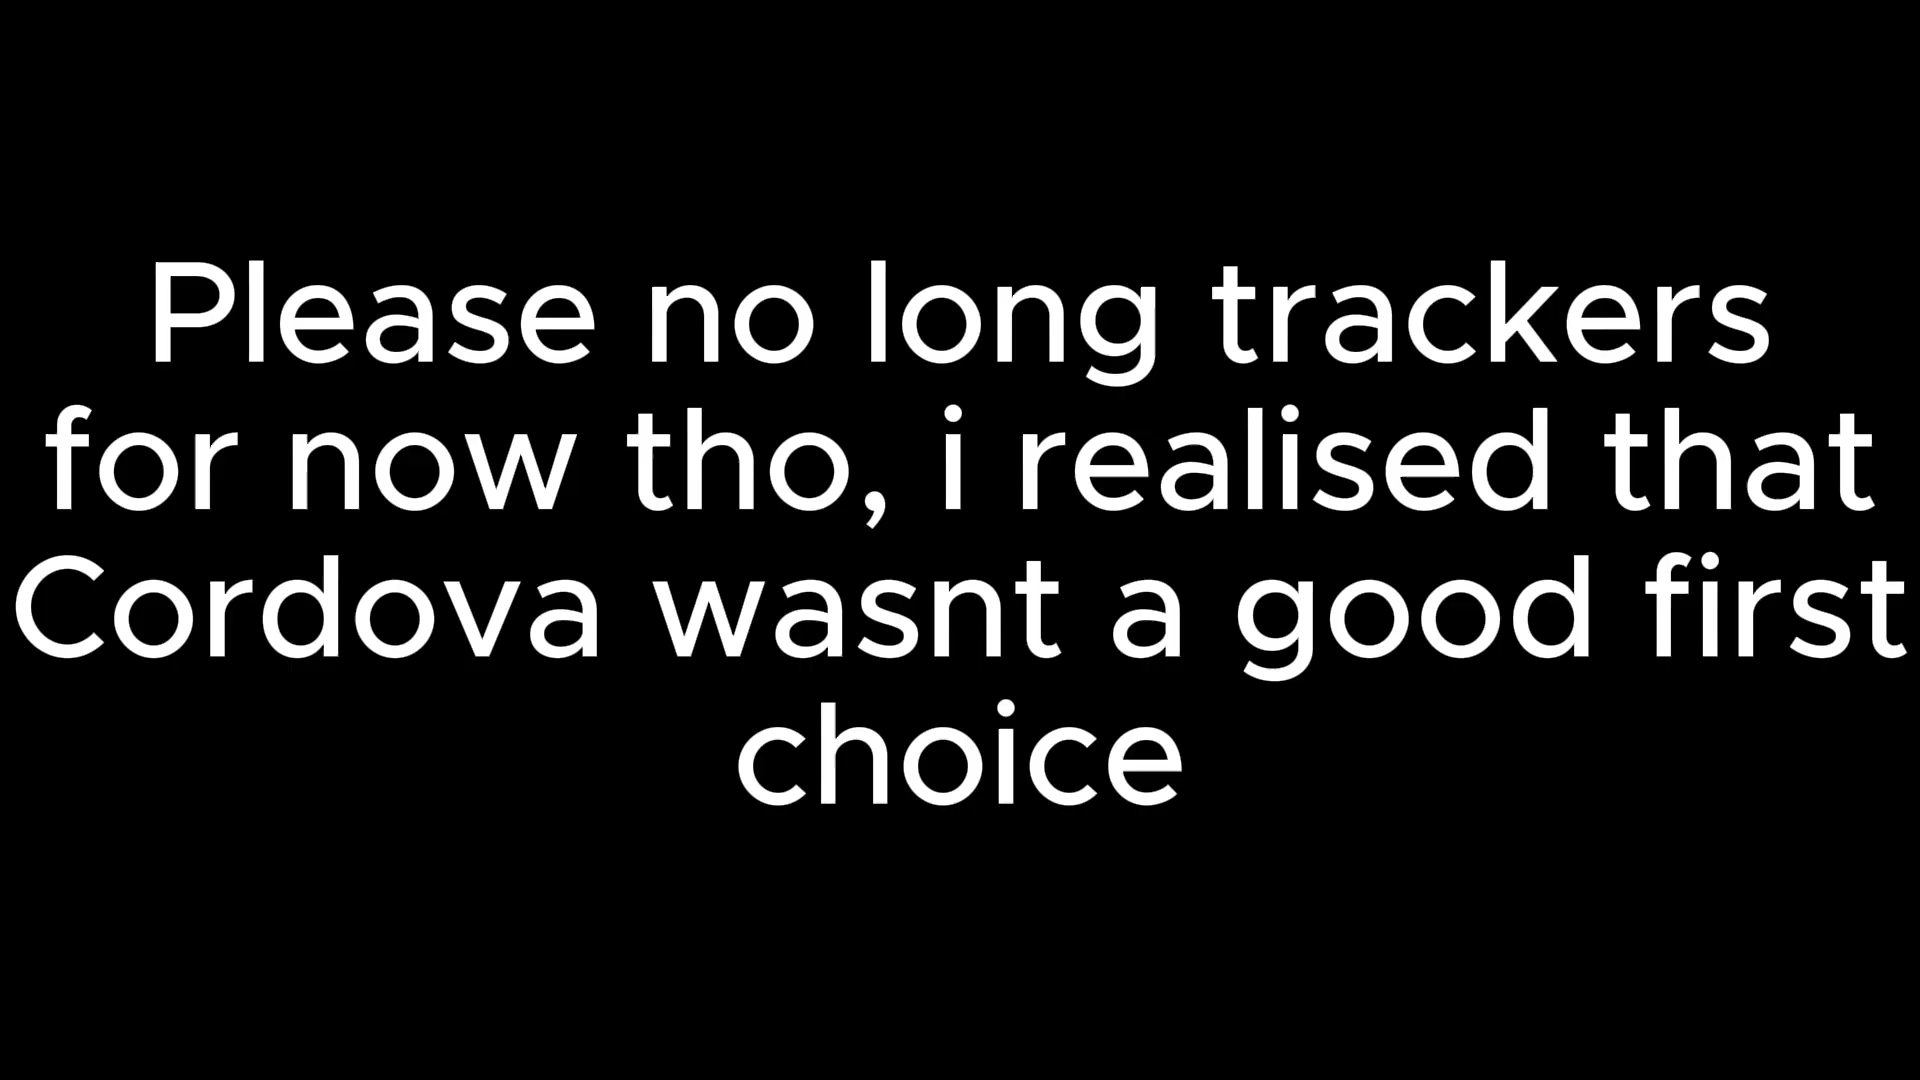 Please no long trackers
for now tho, i realised that
Cordova wasnt a good first
choice